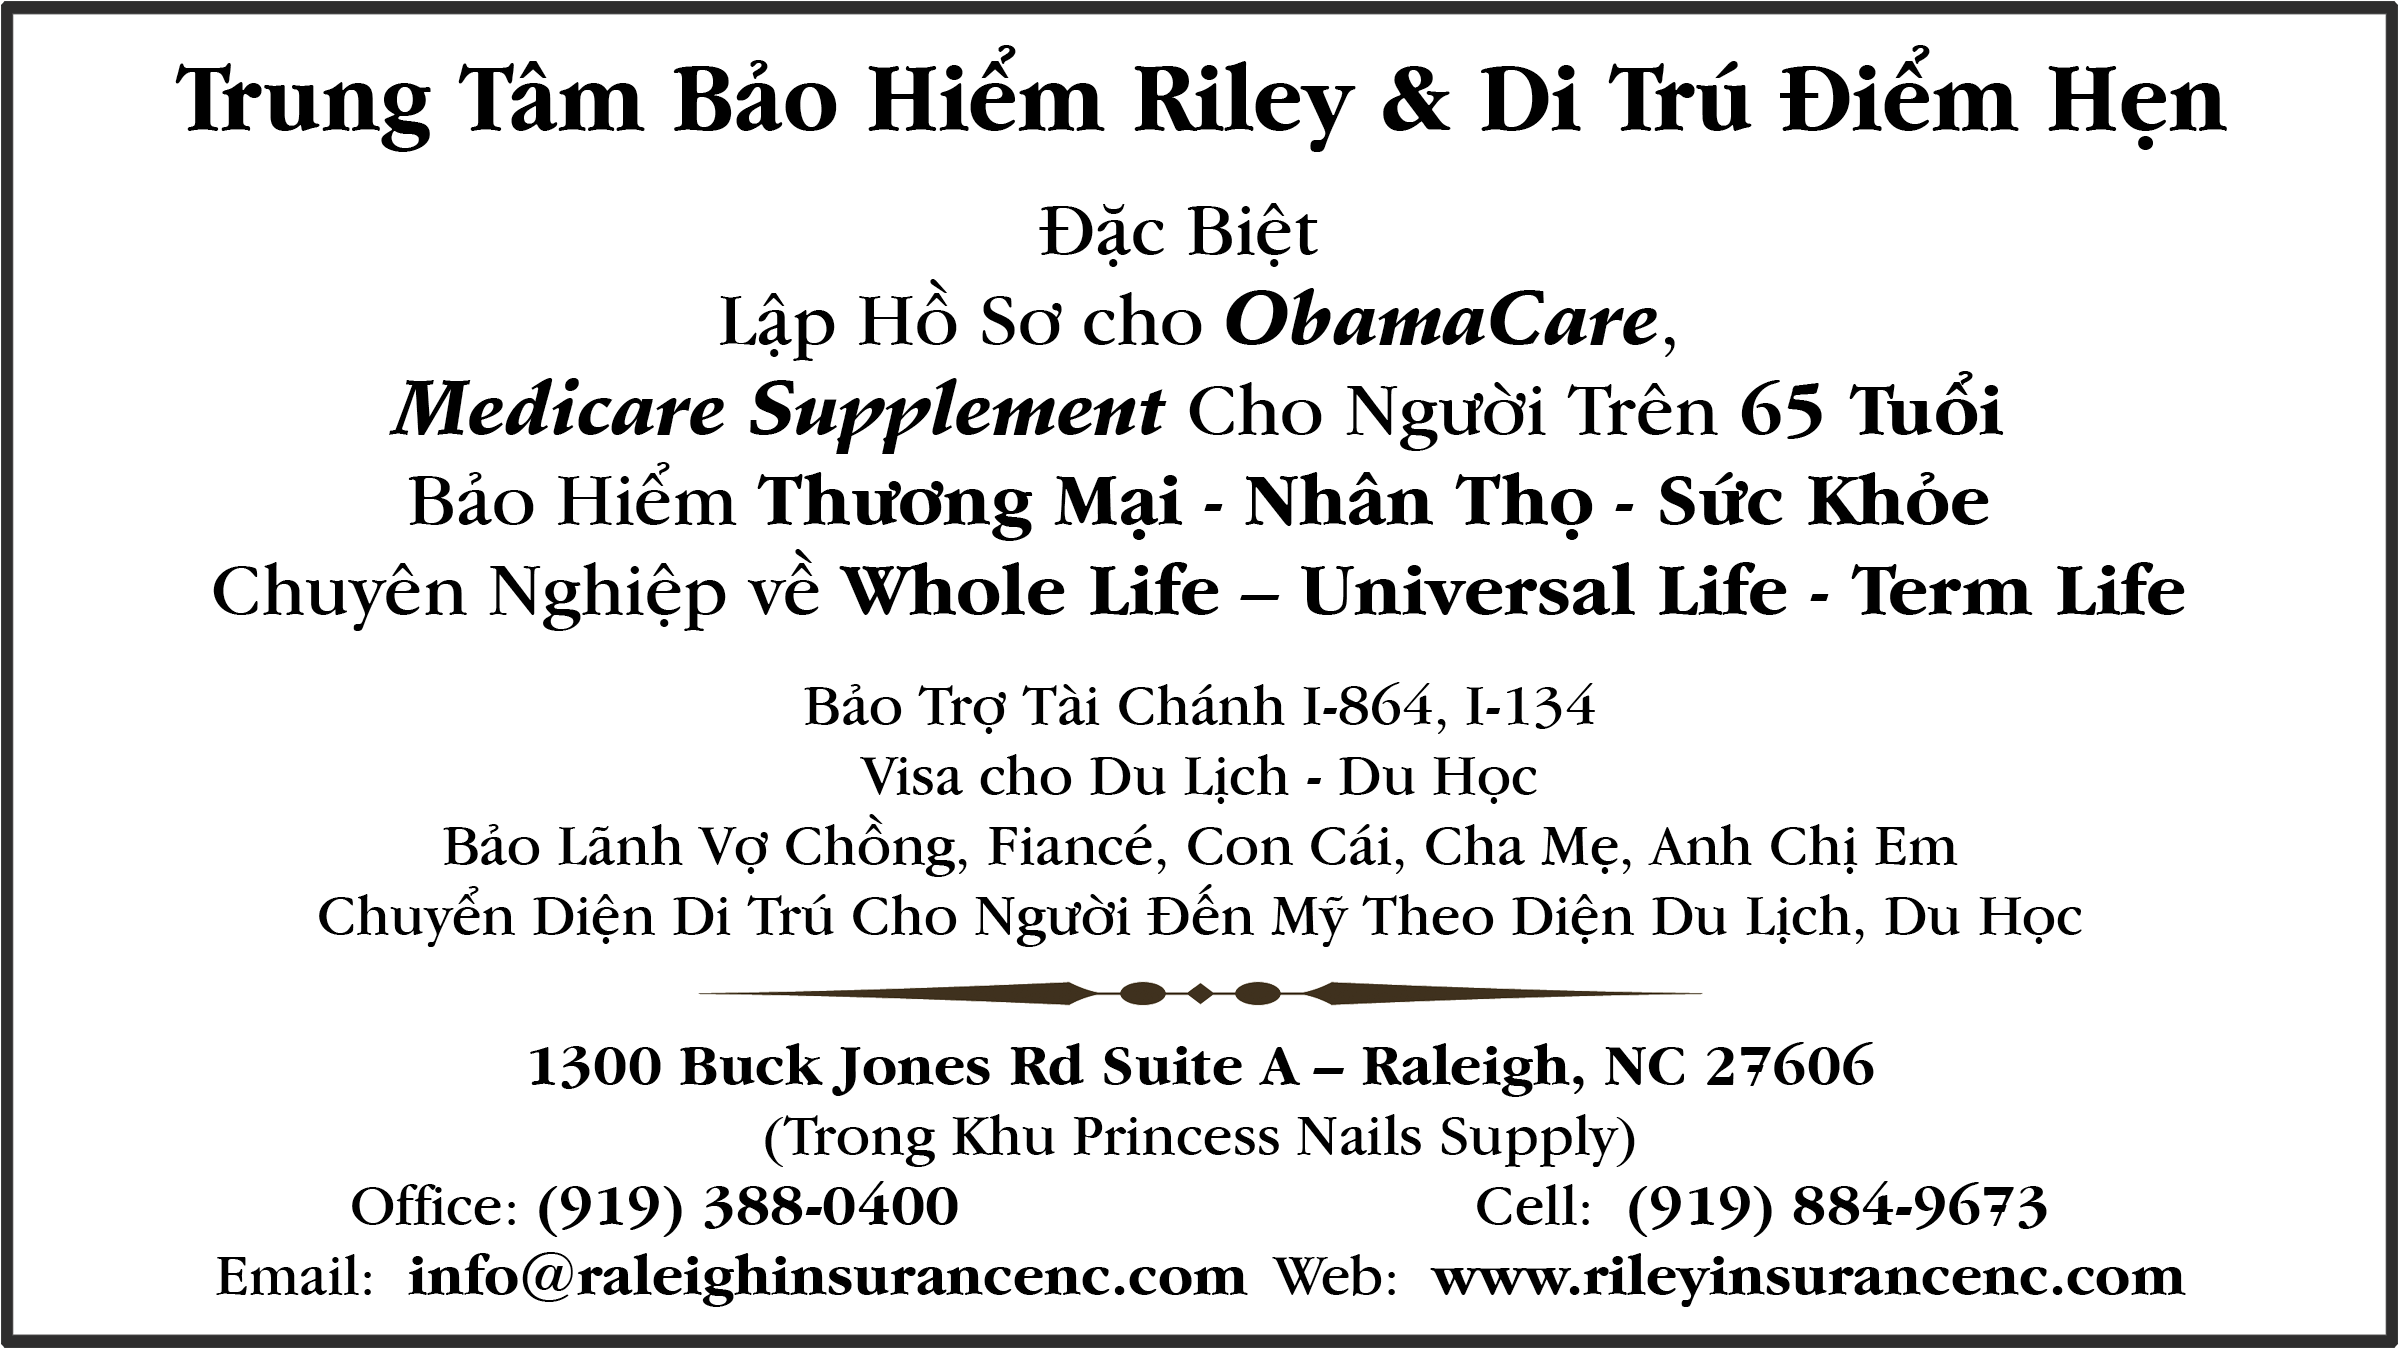 Trung Tâm Bảo Hiểm Riley & Di Trú Điểm Hẹn
Đặc Biệt
Lập Hồ Sơ cho ObamaCare,
Medicare Supplement Cho Người Trên 65 Tuổi
Bảo Hiểm Thương Mại - Nhân Thọ - Sức Khỏe
Chuyên Nghiệp về Whole Life – Universal Life - Term Life
Bảo Trợ Tài Chánh I-864, I-134
Visa cho Du Lịch - Du Học
Bảo Lãnh Vợ Chồng, Fiancé, Con Cái, Cha Mẹ, Anh Chị Em
Chuyển Diện Di Trú Cho Người Đến Mỹ Theo Diện Du Lịch, Du Học
1300 Buck Jones Rd Suite A – Raleigh, NC 27606
(Trong Khu Princess Nails Supply)
Office: (919) 388-0400 Cell: (919) 884-9673
Email: info@raleighinsurancenc.com Web: www.rileyinsurancenc.com